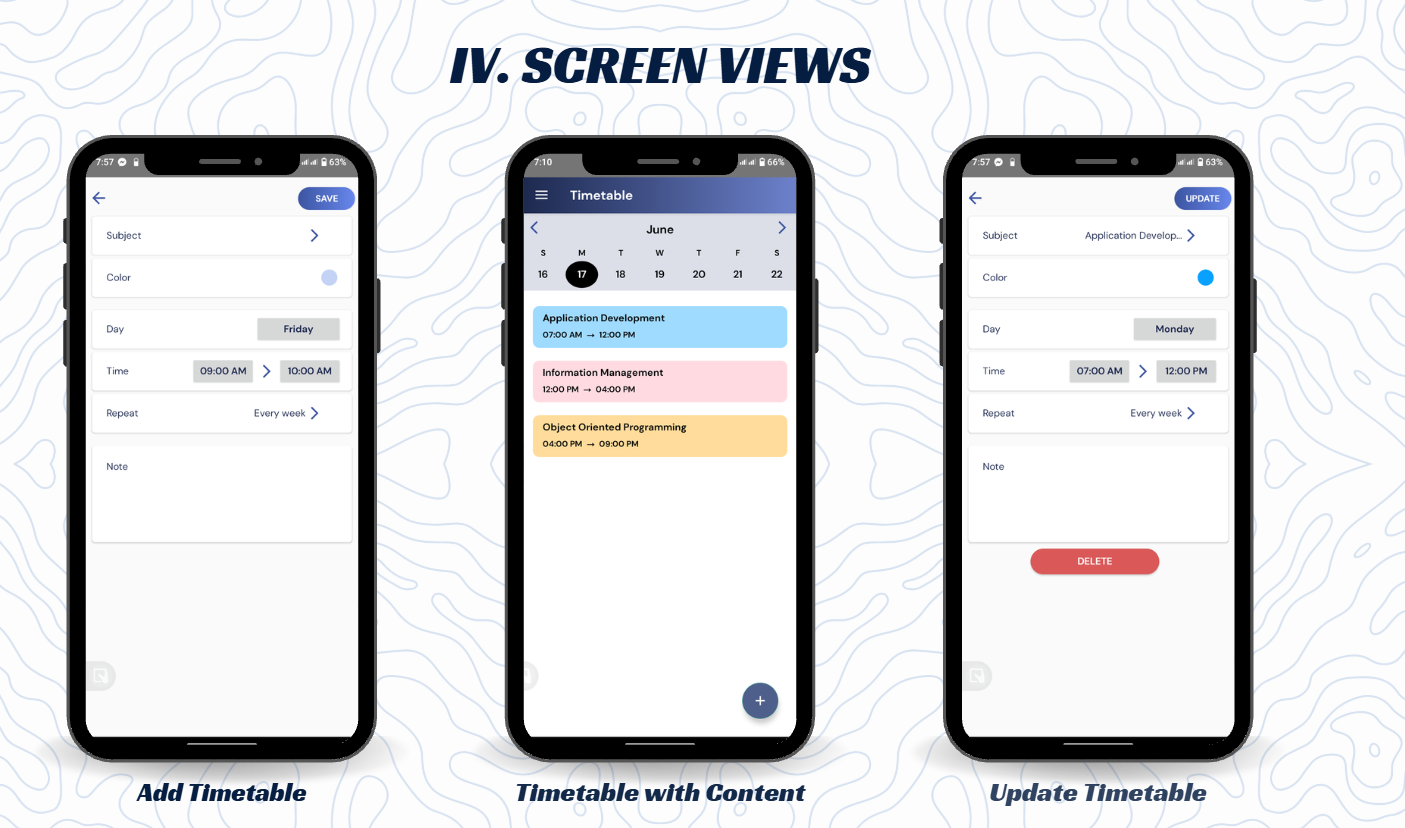 IV. SCREEN VIEWS
7:57 63%
SAVE
Subject
Color
Day Friday
Time 09:00 AM 10:00 AM
Repeat Every week
Note
Add Timetable
7:10 66%
Timetable
June
S M T W T F S
16 17 18 19 20 21 22
Application Development
07:00 AM → 12:00 PM
Information Management
12:00 PM → 04:00 PM
Object Oriented Programming
04:00 PM → 09:00 PM
+
Timetable with Content
7:57 63%
UPDATE
Subject Application Develop...
Color
Day Monday
Time 07:00 AM 12:00 PM
Repeat Every week
Note
DELETE
Update Timetable